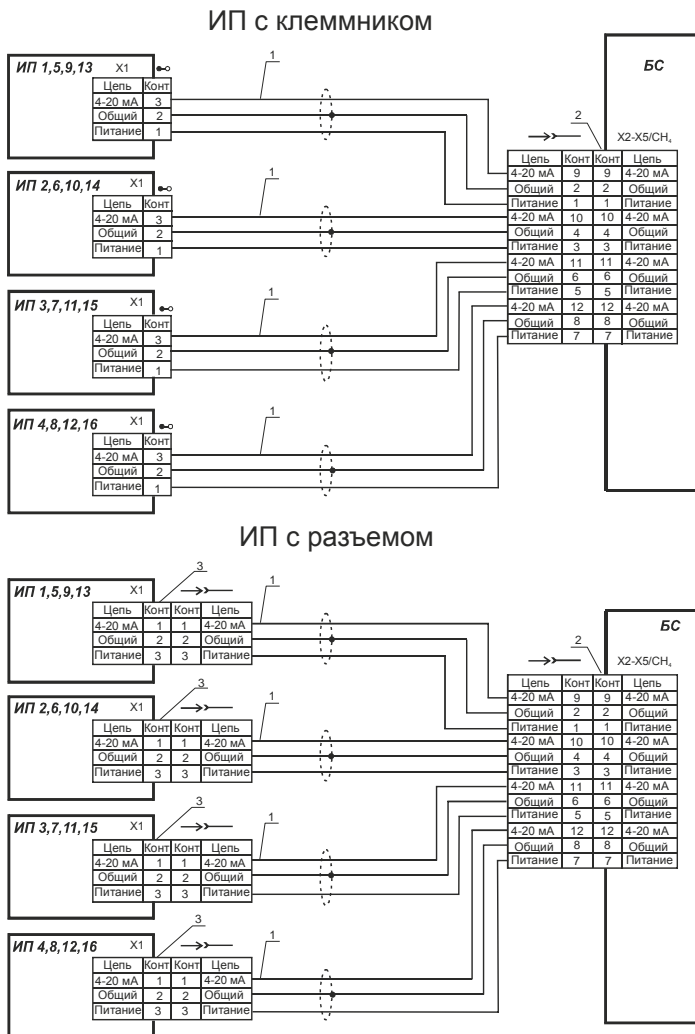 ИП с клеммником
ИП 1,5,9,13 X1
Цепь Конт
4-20 мА 3
Общий 2
Питание 1
1
ИП 2,6,10,14 X1
Цепь Конт
4-20 мА 3
Общий 2
Питание 1
1
ИП 3,7,11,15 X1
Цепь Конт
4-20 мА 3
Общий 2
Питание 1
1
ИП 4,8,12,16 X1
Цепь Конт
4-20 мА 3
Общий 2
Питание 1
1
БС
2
X2-X5/CH₄
Цепь Конт Конт Цепь
4-20 мА 9 9 4-20 мА
Общий 2 2 Общий
Питание 1 1 Питание
4-20 мА 10 10 4-20 мА
Общий 4 4 Общий
Питание 3 3 Питание
4-20 мА 11 11 4-20 мА
Общий 6 6 Общий
Питание 5 5 Питание
4-20 мА 12 12 4-20 мА
Общий 8 8 Общий
Питание 7 7 Питание
ИП с разъемом
ИП 1,5,9,13 X1
3
Цепь Конт Конт Цепь
4-20 мА 1 1 4-20 мА
Общий 2 2 Общий
Питание 3 3 Питание
1
ИП 2,6,10,14 X1
3
Цепь Конт Конт Цепь
4-20 мА 1 1 4-20 мА
Общий 2 2 Общий
Питание 3 3 Питание
1
ИП 3,7,11,15 X1
3
Цепь Конт Конт Цепь
4-20 мА 1 1 4-20 мА
Общий 2 2 Общий
Питание 3 3 Питание
1
ИП 4,8,12,16 X1
3
Цепь Конт Конт Цепь
4-20 мА 1 1 4-20 мА
Общий 2 2 Общий
Питание 3 3 Питание
1
БС
2
X2-X5/CH₄
Цепь Конт Конт Цепь
4-20 мА 9 9 4-20 мА
Общий 2 2 Общий
Питание 1 1 Питание
4-20 мА 10 10 4-20 мА
Общий 4 4 Общий
Питание 3 3 Питание
4-20 мА 11 11 4-20 мА
Общий 6 6 Общий
Питание 5 5 Питание
4-20 мА 12 12 4-20 мА
Общий 8 8 Общий
Питание 7 7 Питание